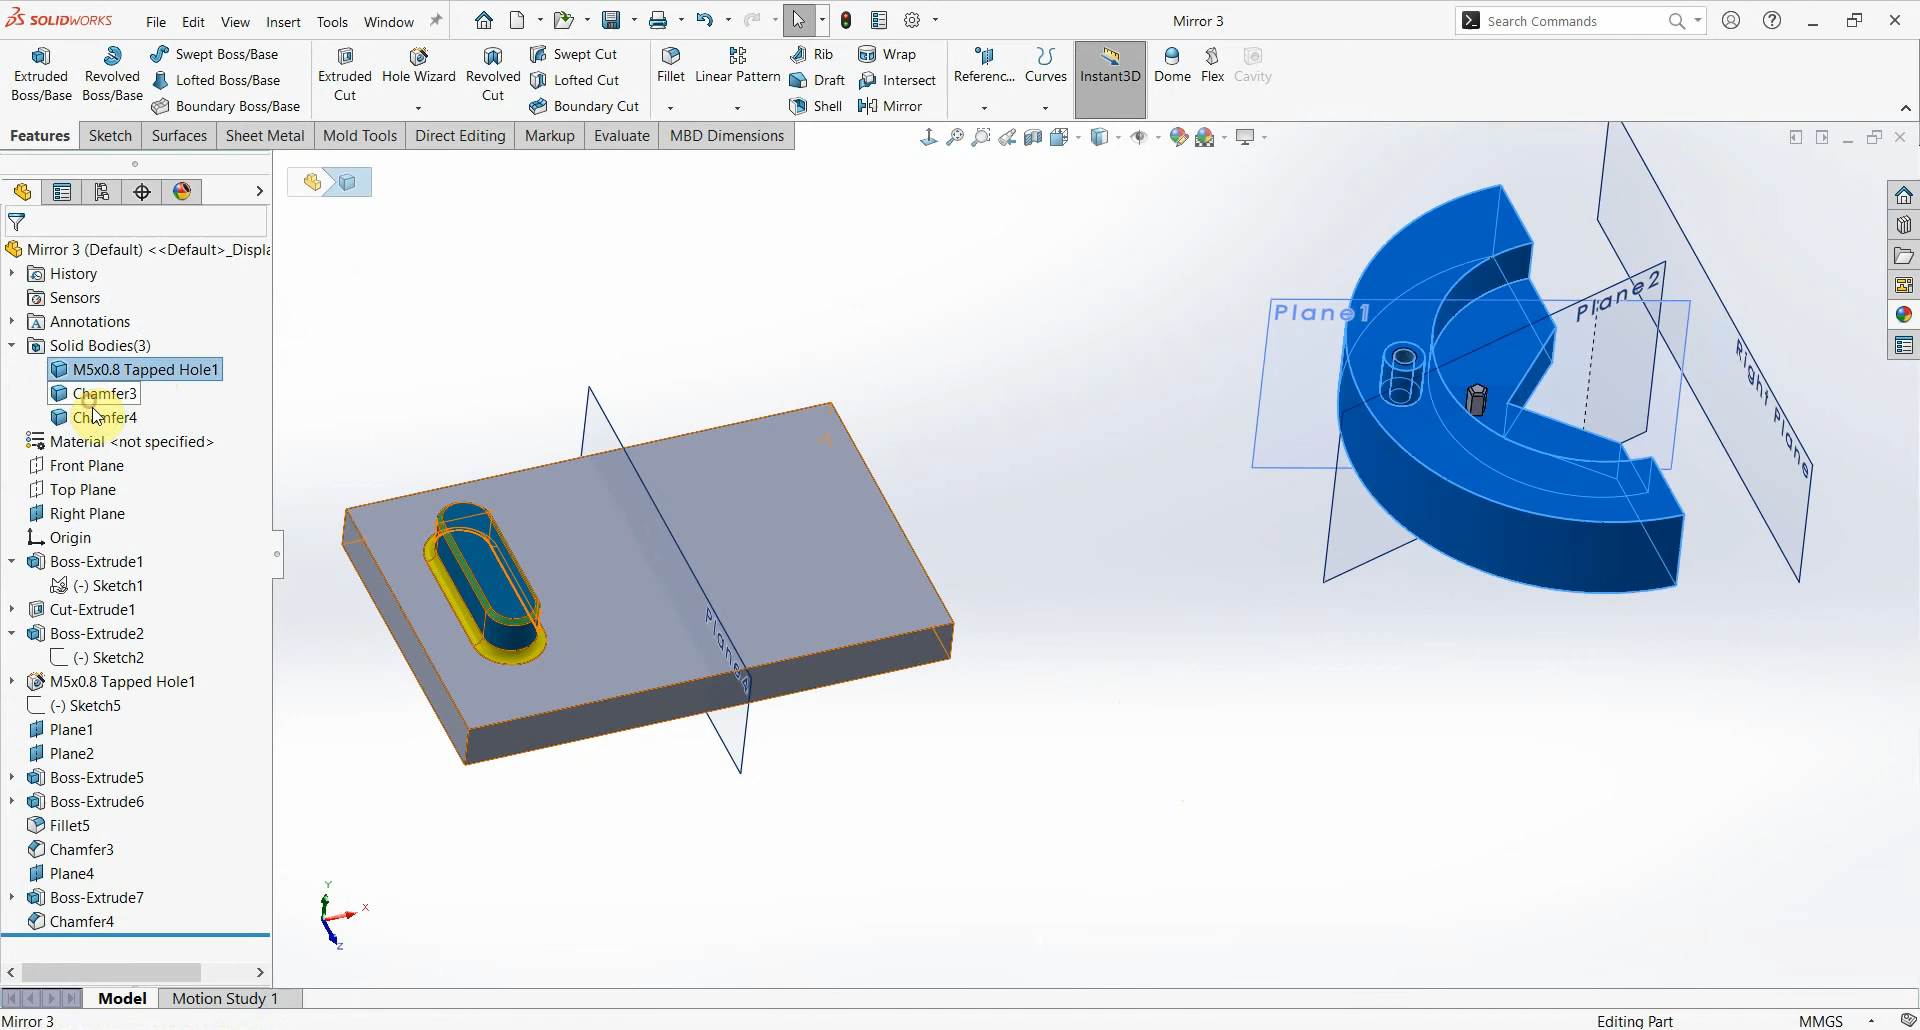 SOLIDWORKS
File Edit View Insert Tools Window
Mirror 3
Search Commands
Extruded Boss/Base
Revolved Boss/Base
Swept Boss/Base
Lofted Boss/Base
Boundary Boss/Base
Extruded Cut
Hole Wizard
Revolved Cut
Swept Cut
Lofted Cut
Boundary Cut
Fillet
Linear Pattern
Rib
Draft
Shell
Wrap
Intersect
Mirror
Referenc...
Curves
Instant3D
Dome
Flex
Cavity
Features Sketch Surfaces Sheet Metal Mold Tools Direct Editing Markup Evaluate MBD Dimensions
Mirror 3 (Default) <<Default>_Displa
History
Sensors
Annotations
Solid Bodies(3)
M5x0.8 Tapped Hole1
Chamfer3
Chamfer4
Material <not specified>
Front Plane
Top Plane
Right Plane
Origin
Boss-Extrude1
(-) Sketch1
Cut-Extrude1
Boss-Extrude2
(-) Sketch2
M5x0.8 Tapped Hole1
(-) Sketch5
Plane1
Plane2
Boss-Extrude5
Boss-Extrude6
Fillet5
Chamfer3
Plane4
Boss-Extrude7
Chamfer4
Plane1
Plane2
Right Plane
Plane4
Y
X
Z
Model Motion Study 1
Mirror 3
Editing Part
MMGS